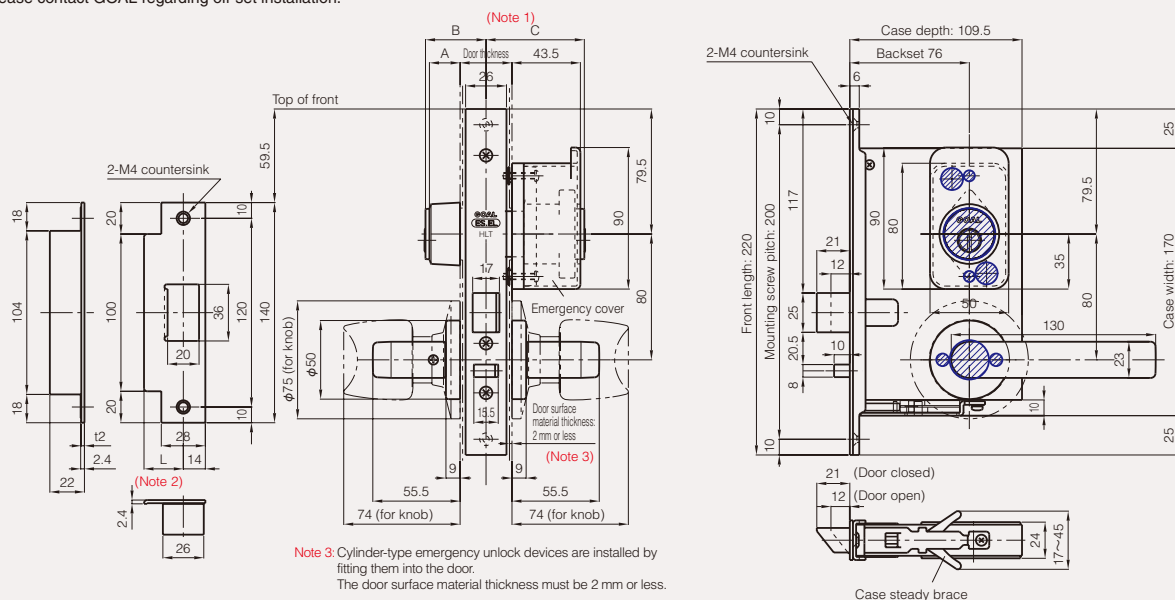 ease contact GOAL regarding off-set installation.
(Note 1)
B
C
A
Door thickness
43.5
26
Top of front
59.5
2-M4 countersink
18
20
10
104
100
36
120
140
20
18
20
10
28
t2
2.4
L
14
22
(Note 2)
2.4
26
GOAL
ES.EL
HLT
17
79.5
90
80
Emergency cover
φ75 (for knob)
φ50
15.5
Door surface
material thickness:
2 mm or less
(Note 3)
9
9
55.5
55.5
74 (for knob)
74 (for knob)
Note 3: Cylinder-type emergency unlock devices are installed by
fitting them into the door.
The door surface material thickness must be 2 mm or less.
Case depth: 109.5
Backset 76
2-M4 countersink
6
10
25
Front length: 220
Mounting screw pitch: 200
117
90
80
79.5
GOAL
21
12
35
Case width: 170
80
50
25
130
20.5
10
23
8
10
10
25
21
(Door closed)
12
(Door open)
24
17~45
Case steady brace